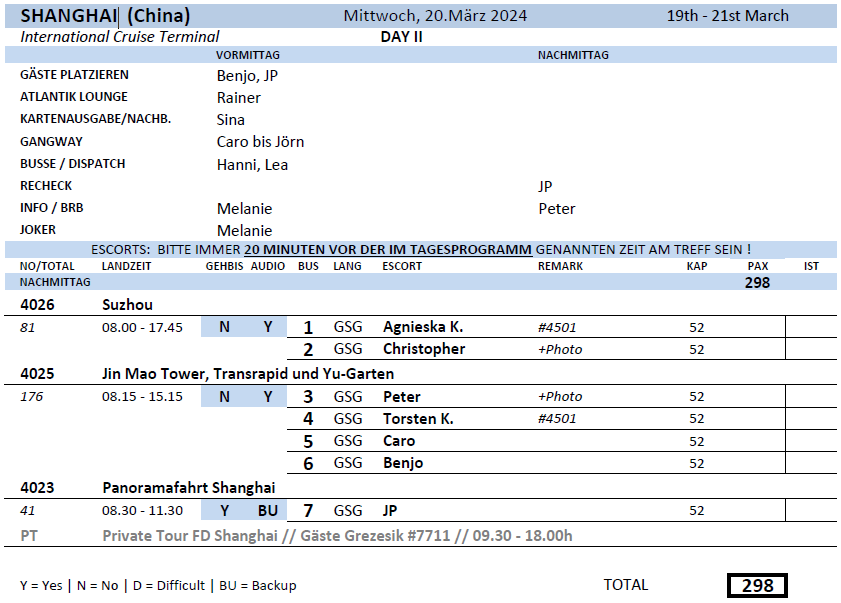 SHANGHAI (China) Mittwoch, 20.März 2024 19th - 21st March
International Cruise Terminal DAY II
VORMITTAG NACHMITTAG
GÄSTE PLATZIEREN Benjo, JP
ATLANTIK LOUNGE Rainer
KARTENAUSGABE/NACHB. Sina
GANGWAY Caro bis Jörn
BUSSE / DISPATCH Hanni, Lea
RECHECK JP
INFO / BRB Melanie Peter
JOKER Melanie
ESCORTS: BITTE IMMER 20 MINUTEN VOR DER IM TAGESPROGRAMM GENANNTEN ZEIT AM TREFF SEIN !
NO/TOTAL LANDZEIT GEHBIS AUDIO BUS LANG ESCORT REMARK KAP PAX IST
NACHMITTAG 298
4026 Suzhou
81 08.00 - 17.45 N Y 1 GSG Agnieska K. #4501 52
2 GSG Christopher +Photo 52
4025 Jin Mao Tower, Transrapid und Yu-Garten
176 08.15 - 15.15 N Y 3 GSG Peter +Photo 52
4 GSG Torsten K. #4501 52
5 GSG Caro 52
6 GSG Benjo 52
4023 Panoramafahrt Shanghai
41 08.30 - 11.30 Y BU 7 GSG JP 52
PT Private Tour FD Shanghai // Gäste Grezesik #7711 // 09.30 - 18.00h
Y = Yes | N = No | D = Difficult | BU = Backup TOTAL 298